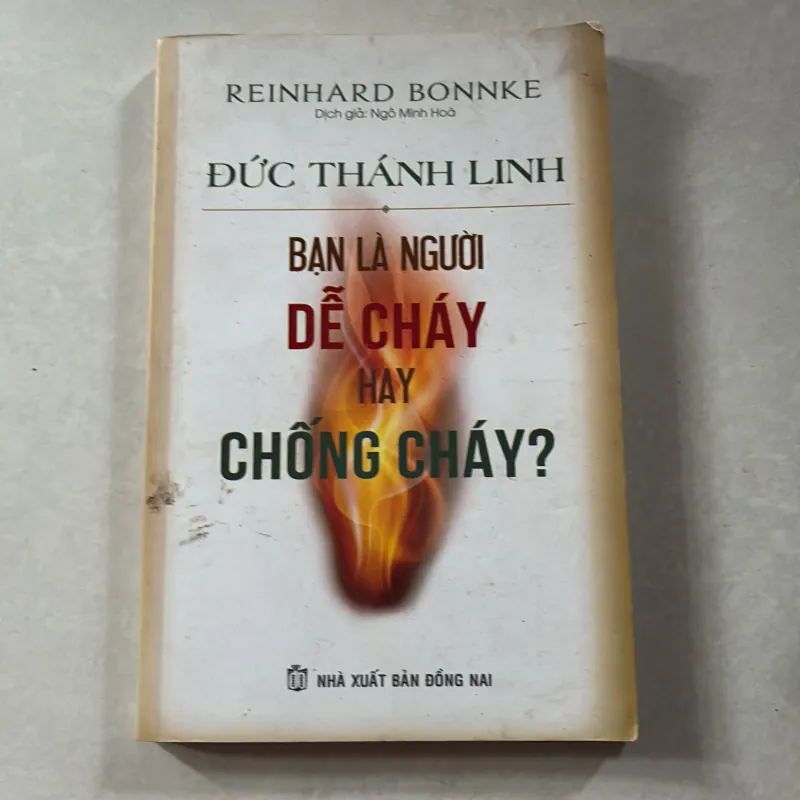 REINHARD BONNKE
Dịch giả: Ngô Minh Hoà
ĐỨC THÁNH LINH
BẠN LÀ NGƯỜI
DỄ CHÁY
HAY
CHỐNG CHÁY?
NHÀ XUẤT BẢN ĐỒNG NAI